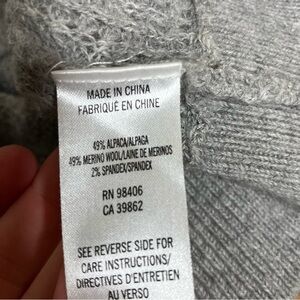 MADE IN CHINA
FABRIQUÉ EN CHINE
49% ALPACA/ALPAGA
49% MERINO WOOL/LAINE DE MERINOS
2% SPANDEX/SPANDEX
RN 98406
CA 39862
SEE REVERSE SIDE FOR
CARE INSTRUCTIONS/
DIRECTIVES D'ENTRETIEN
AU VERSO